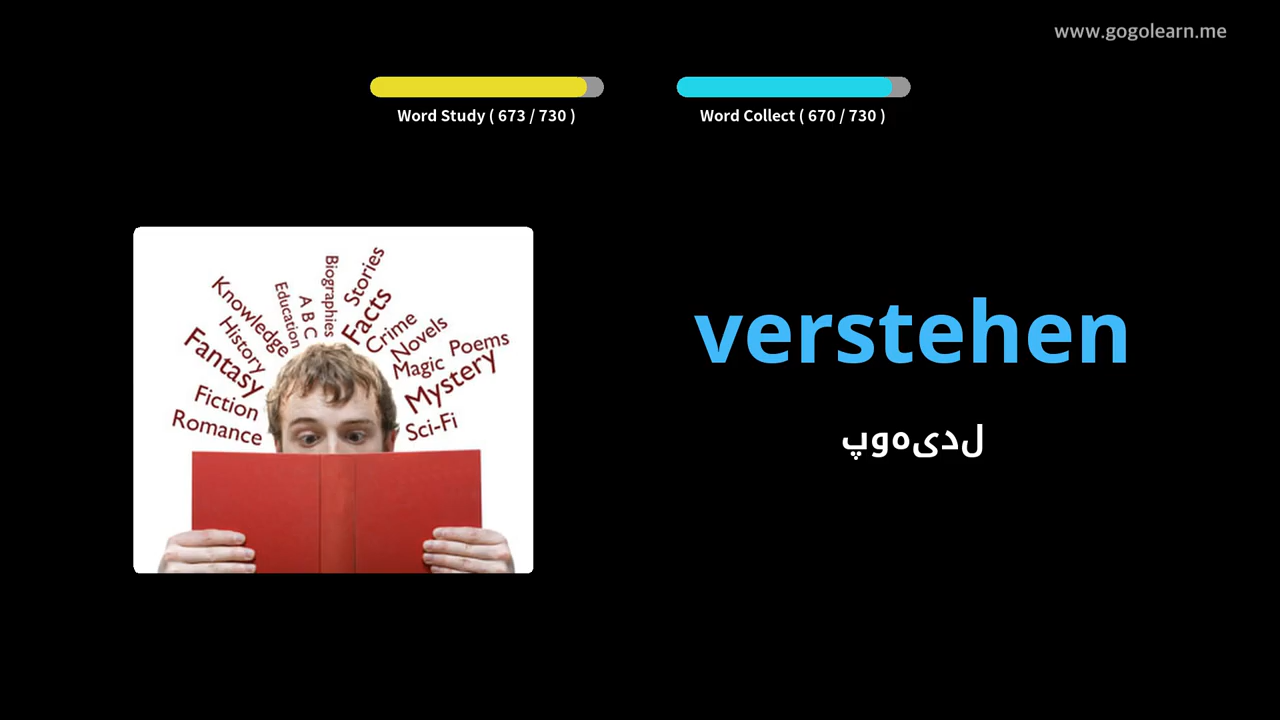 www.gogolearn.me
Word Study ( 673 / 730 )
Word Collect ( 670 / 730 )
Knowledge
History
Fantasy
Fiction
Romance
Education
A B C
Biographies
Stories
Facts
Crime
Novels
Magic
Poems
Mystery
Sci-Fi
verstehen
لدیهوپ